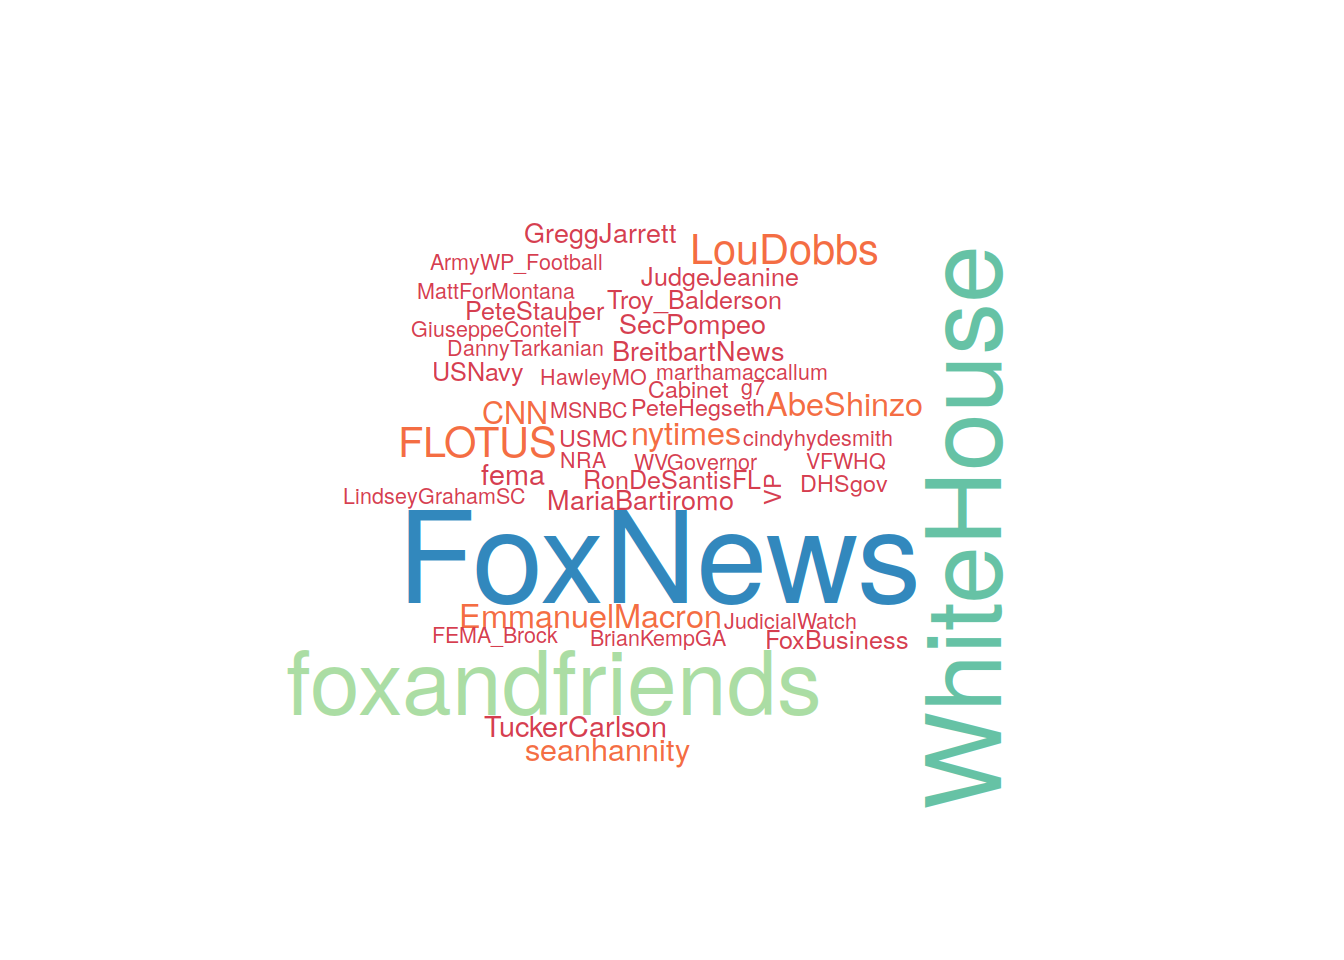 GreggJarrett
LouDobbs
ArmyWP_Football
JudgeJeanine
MattForMontana
Troy_Balderson
PeteStauber
SecPompeo
GiuseppeConteIT
DannyTarkanian
BreitbartNews
USNavy
HawleyMO
marthamaccallum
Cabinet
g7
CNN
MSNBC
PeteHegseth
AbeShinzo
FLOTUS
USMC
nytimes
cindyhydesmith
NRA
WVGovernor
VFWHQ
fema
RonDeSantisFL
VP
DHSgov
LindseyGrahamSC
MariaBartiromo
FoxNews
WhiteHouse
EmmanuelMacron
JudicialWatch
FEMA_Brock
BrianKempGA
FoxBusiness
foxandfriends
TuckerCarlson
seanhannity